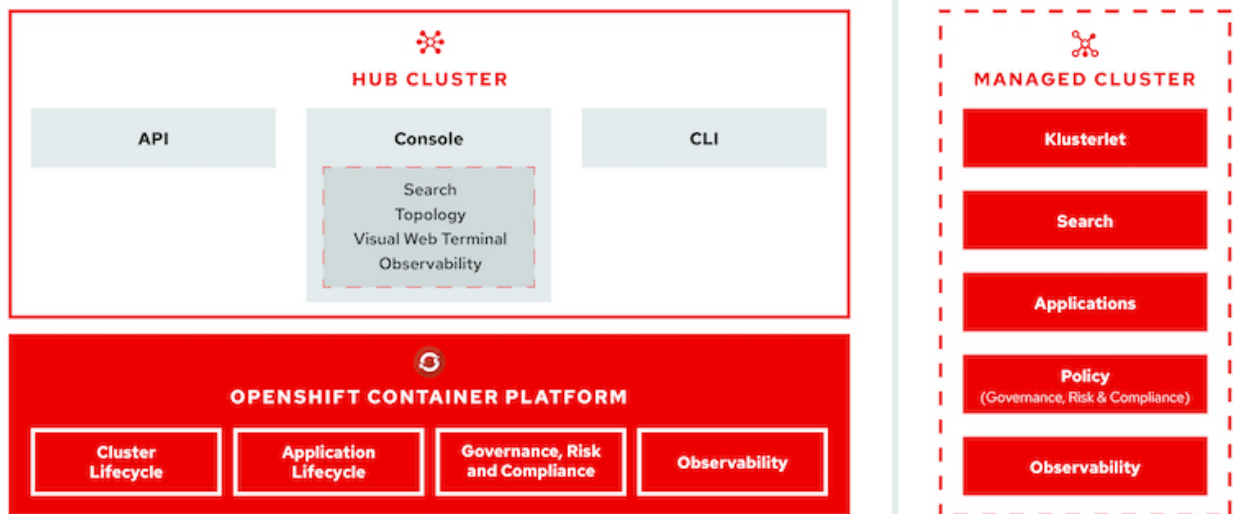 HUB CLUSTER
API
Console
Search
Topology
Visual Web Terminal
Observability
CLI
OPENSHIFT CONTAINER PLATFORM
Cluster
Lifecycle
Application
Lifecycle
Governance, Risk
and Compliance
Observability
MANAGED CLUSTER
Klusterlet
Search
Applications
Policy
(Governance, Risk & Compliance)
Observability